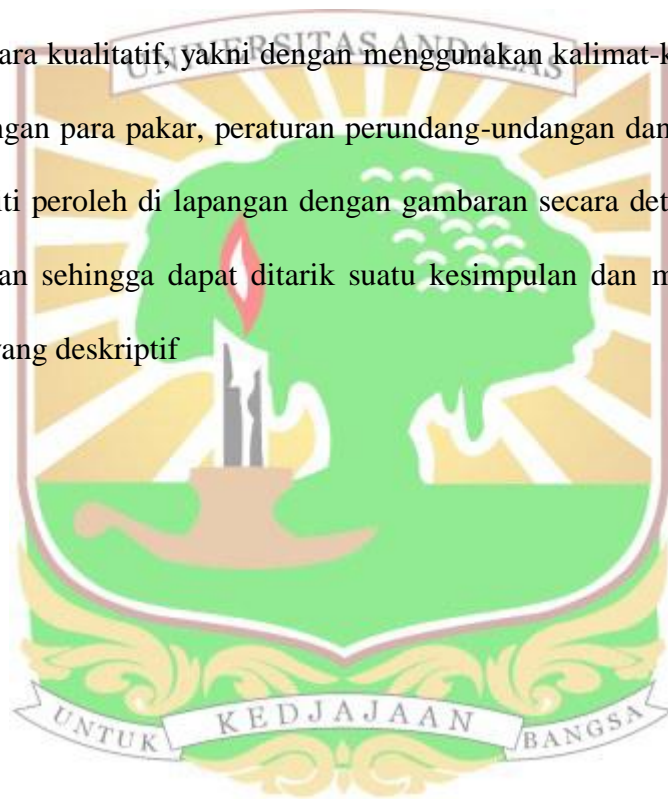 UNIVERSITAS ANDALAS
ara kualitatif, yakni dengan menggunakan kalimat-k
ngan para pakar, peraturan perundang-undangan dan
iti peroleh di lapangan dengan gambaran secara det
an sehingga dapat ditarik suatu kesimpulan dan m
yang deskriptif
UNTUK KEDJAJAAN BANGSA